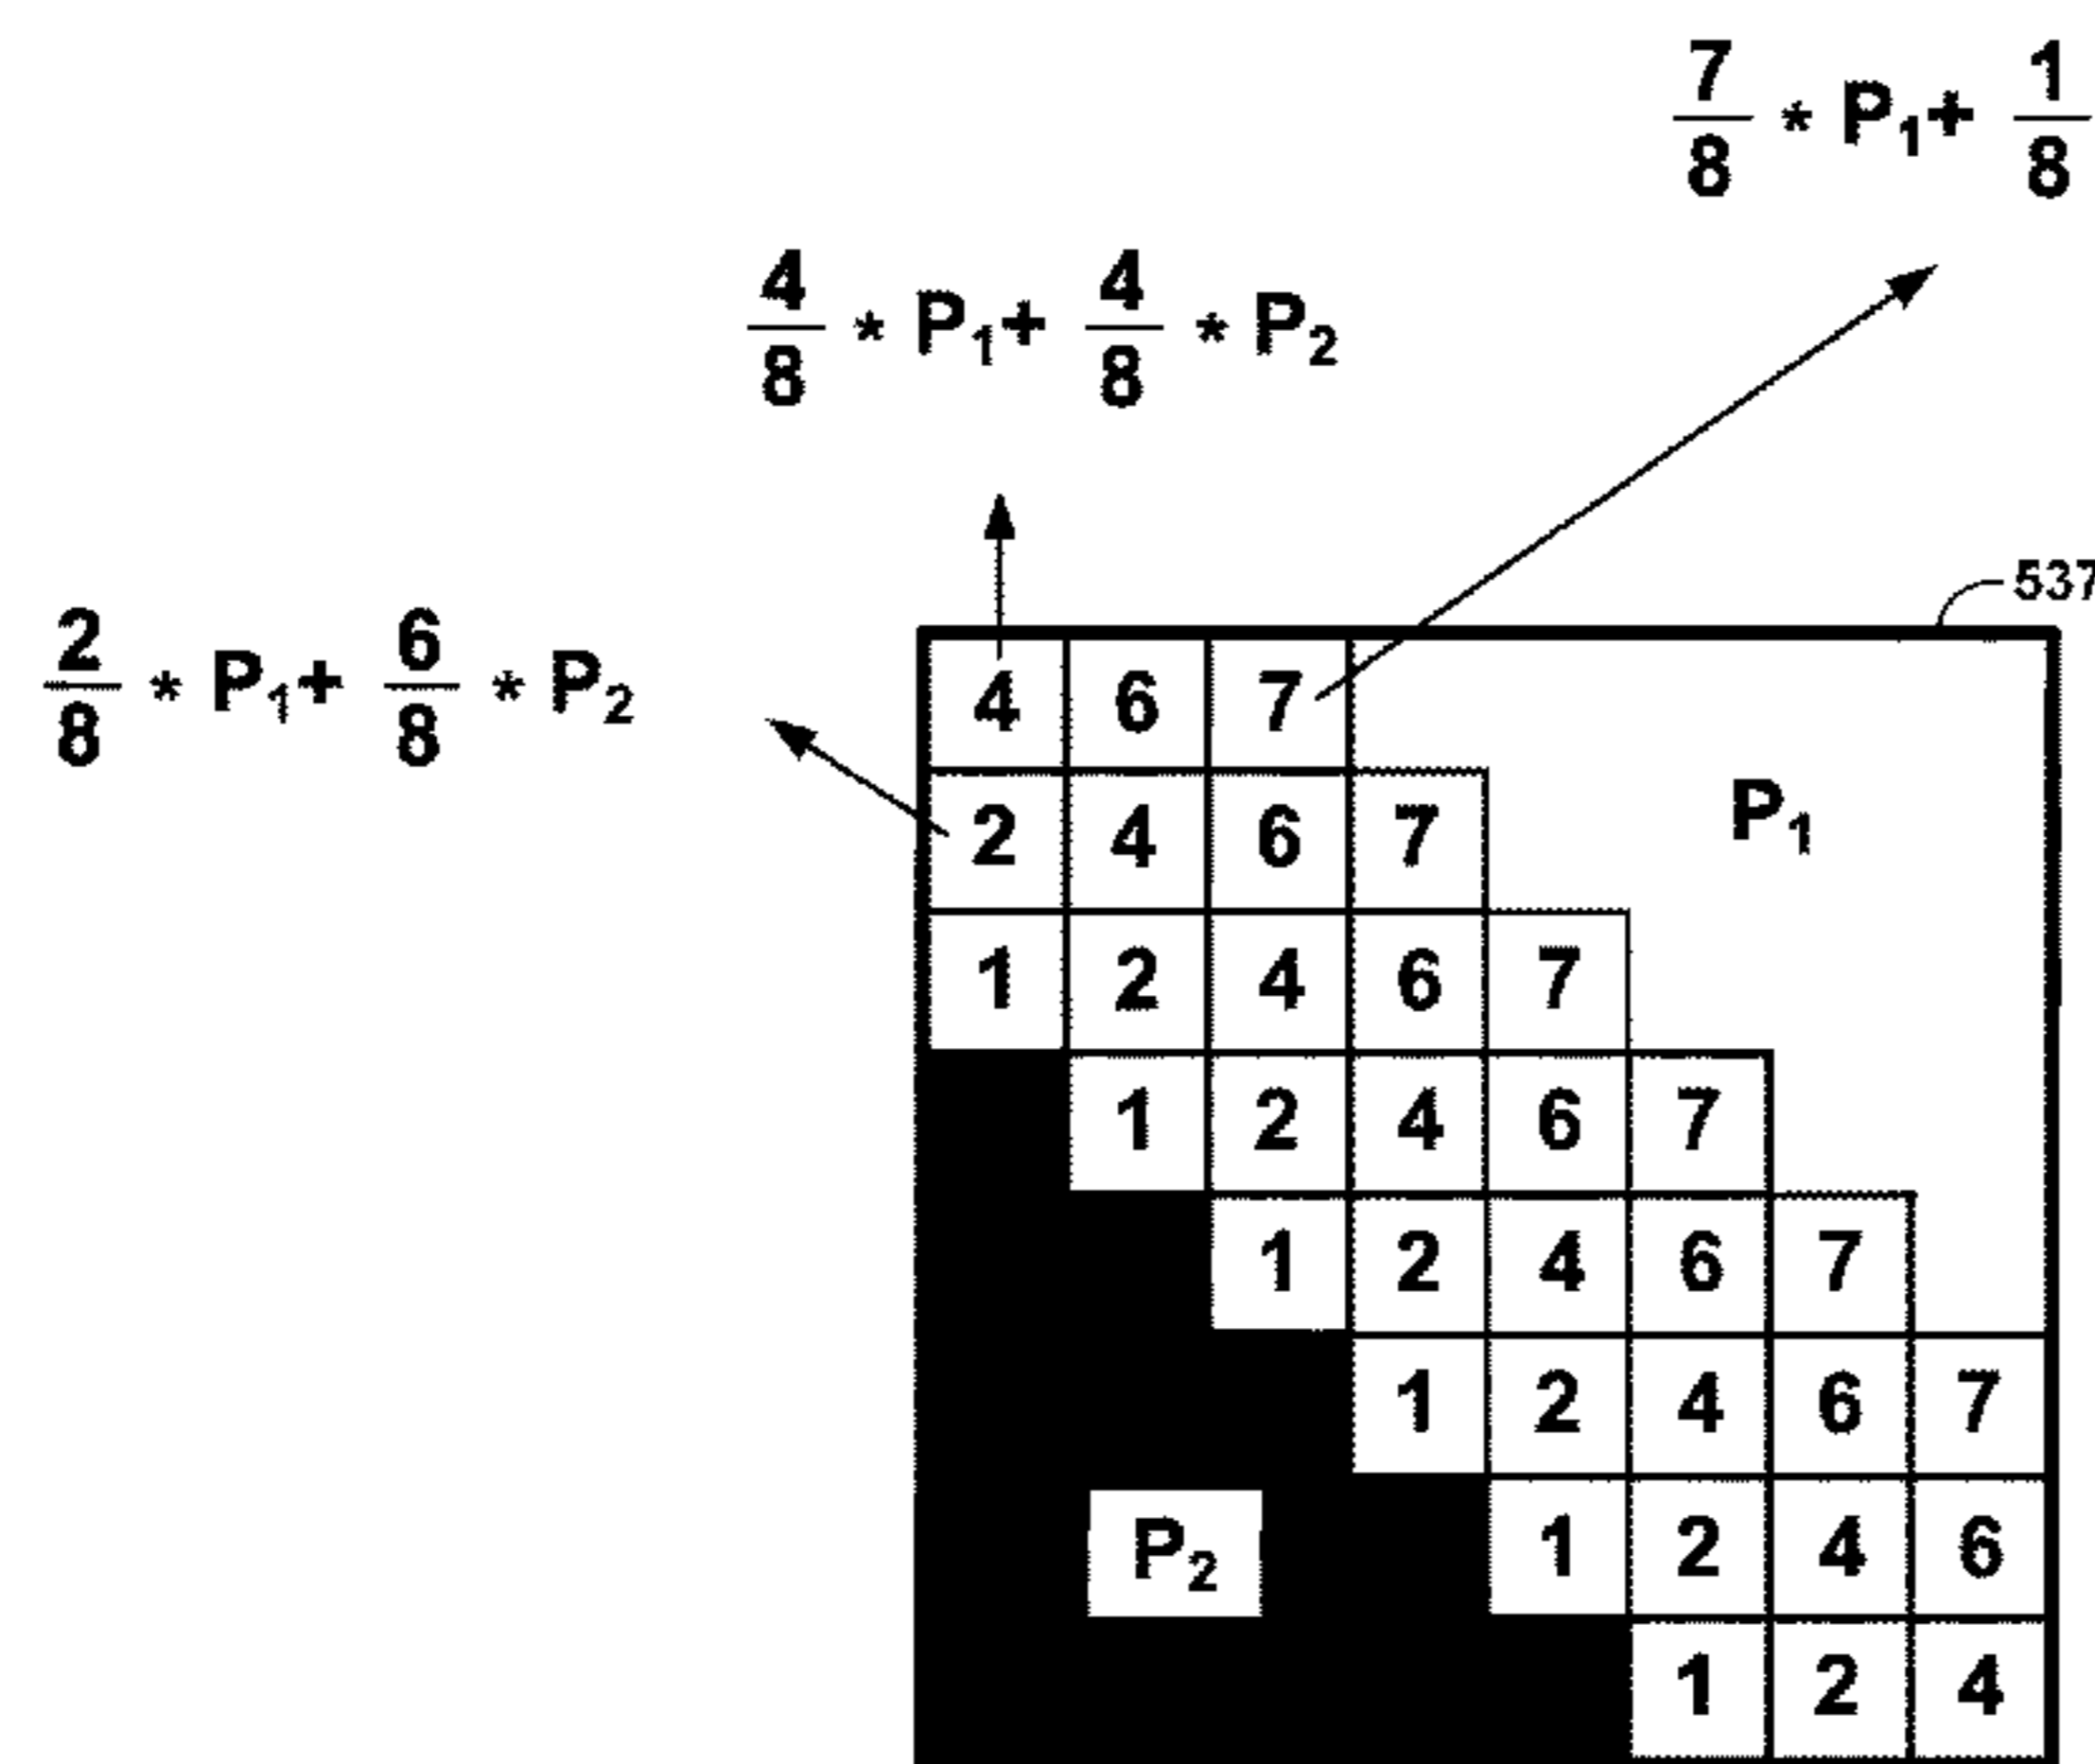 7/8 * P₁+ 1/8
4/8 * P₁+ 4/8 * P₂
537
2/8 * P₁+ 6/8 * P₂
4 6 7
P₁
2 4 6 7
1 2 4 6 7
1 2 4 6 7
1 2 4 6 7
1 2 4 6 7
P₂
1 2 4 6
1 2 4